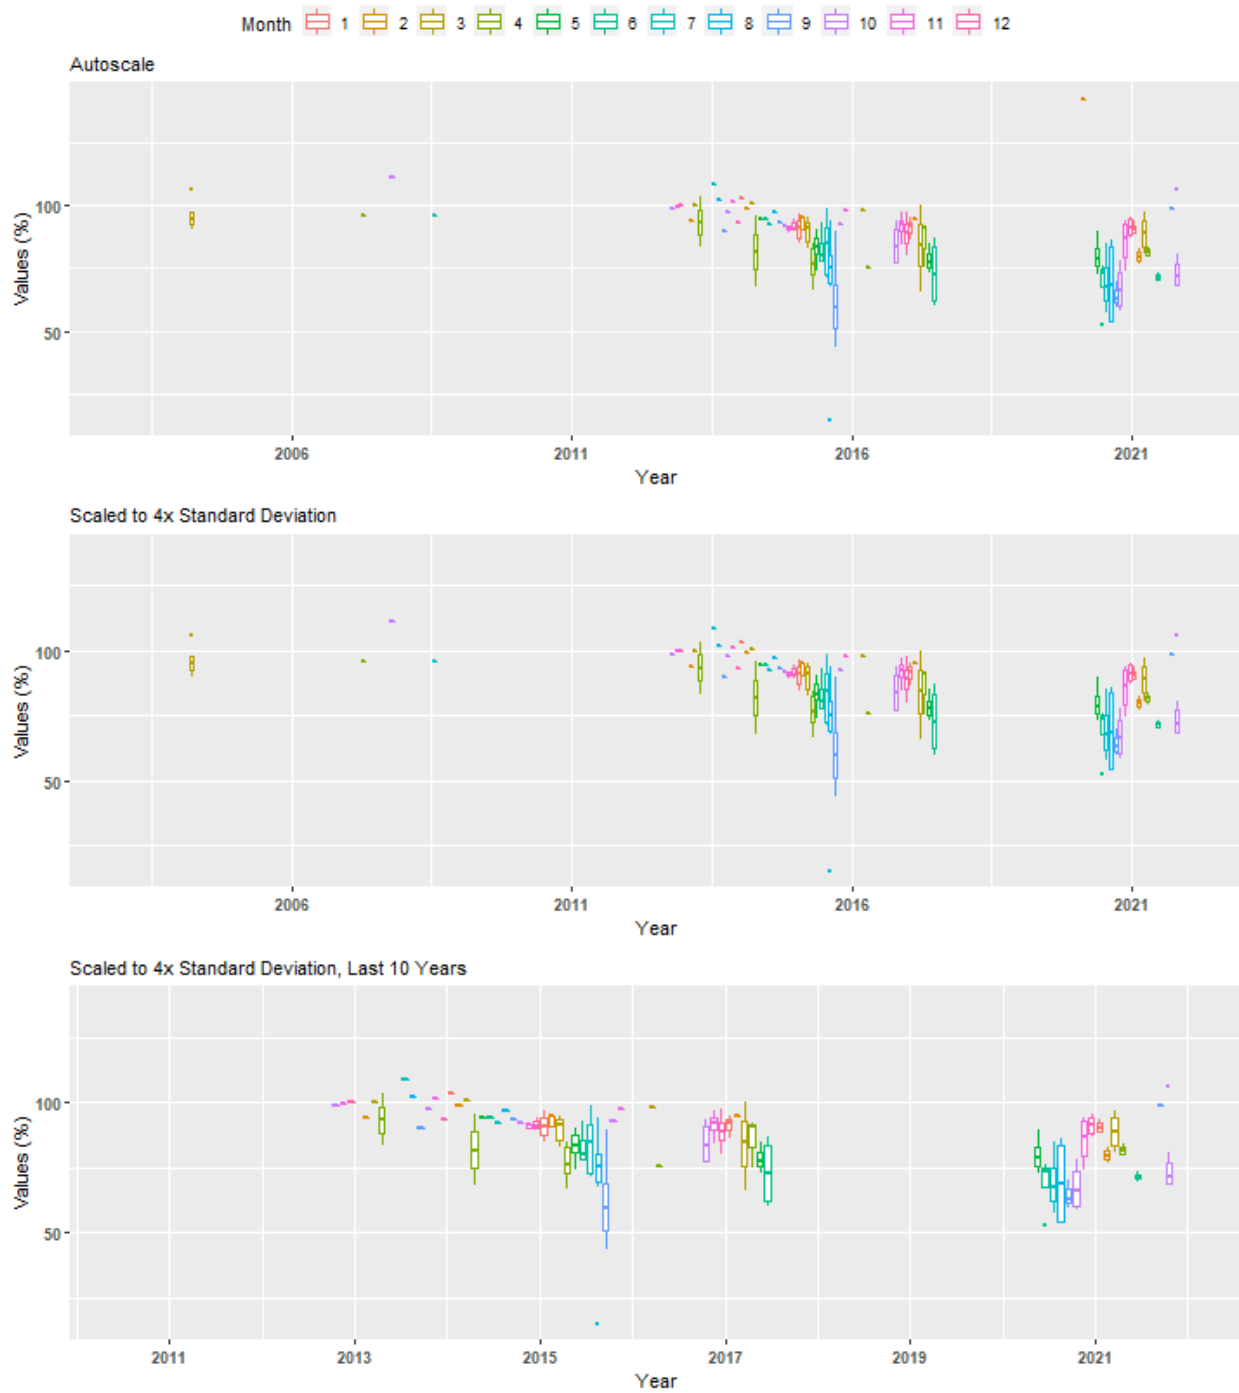 Month 1 2 3 4 5 6 7 8 9 10 11 12
Autoscale
Values (%)
100
50
2006 2011 2016 2021
Year
Scaled to 4x Standard Deviation
Values (%)
100
50
2006 2011 2016 2021
Year
Scaled to 4x Standard Deviation, Last 10 Years
Values (%)
100
50
2011 2013 2015 2017 2019 2021
Year